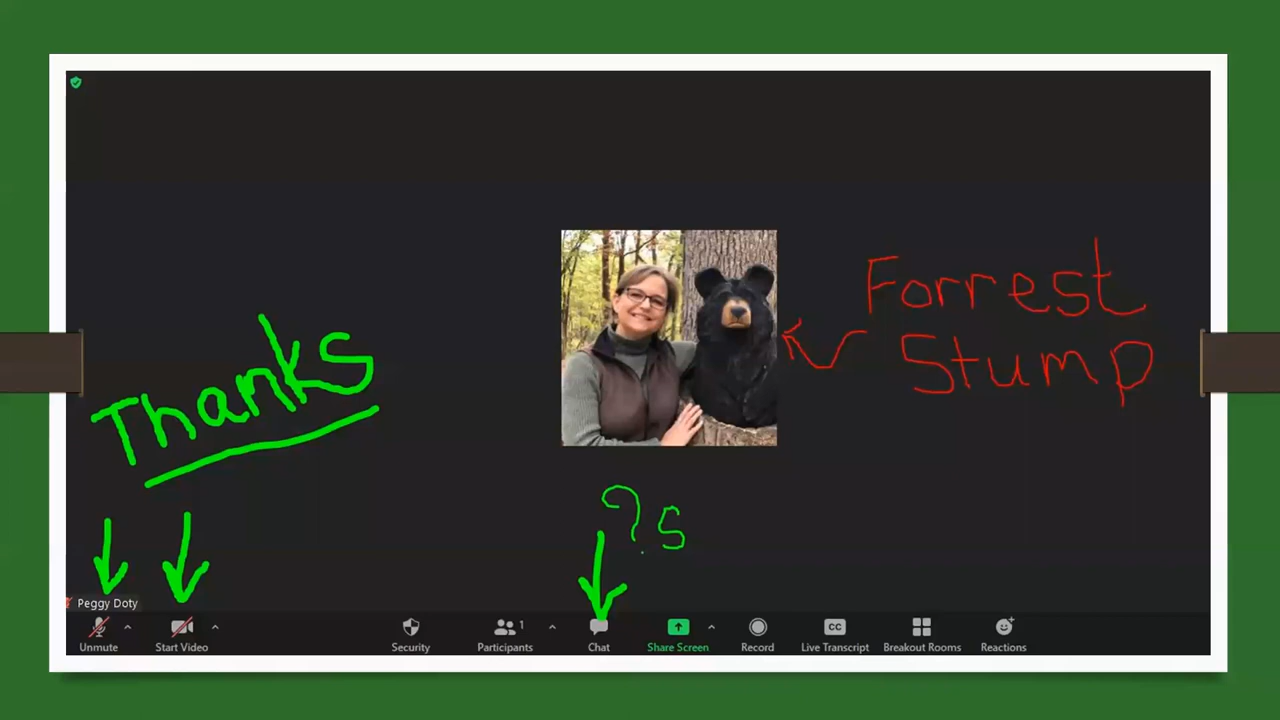 Forrest
Stump
Thanks
?s
Peggy Doty
Unmute
Start Video
Security
Participants 1
Chat
Share Screen
Record
CC
Live Transcript
Breakout Rooms
Reactions